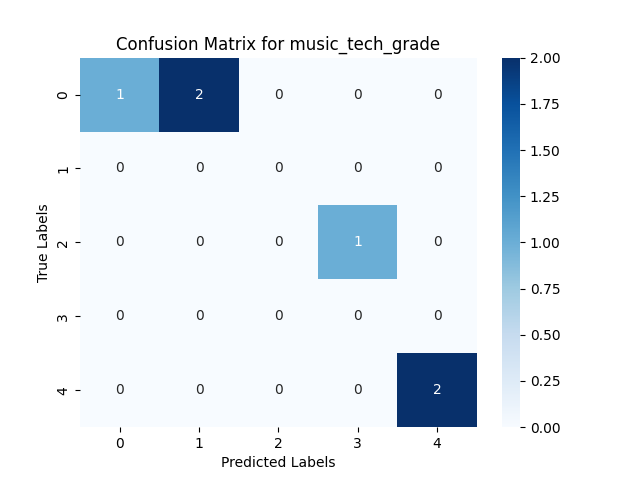 Confusion Matrix for music_tech_grade
0 1 2 0 0 0
1 0 0 0 0 0
2 0 0 0 1 0
3 0 0 0 0 0
4 0 0 0 0 2
0 1 2 3 4
Predicted Labels
True Labels
2.00
1.75
1.50
1.25
1.00
0.75
0.50
0.25
0.00